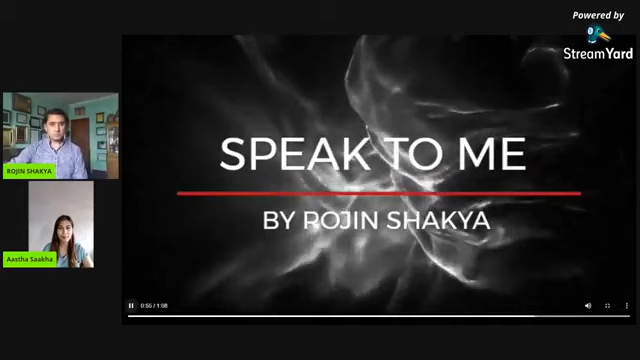 Powered by
StreamYard
SPEAK TO ME
BY ROJIN SHAKYA
ROJIN SHAKYA
Aastha Saakha
0:55 / 1:08